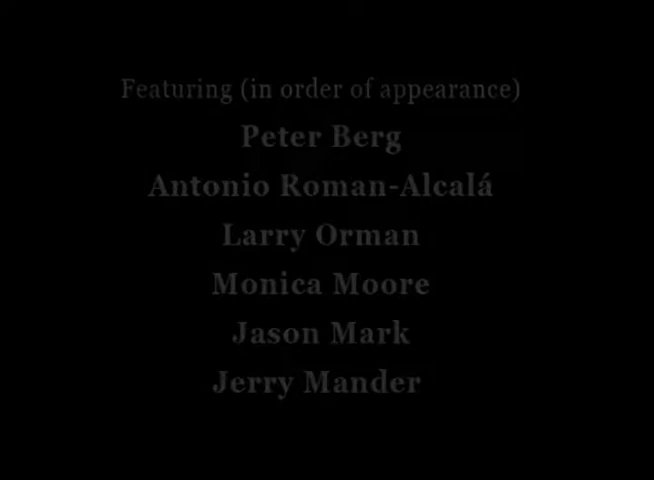 Featuring (in order of appearance)
Peter Berg
Antonio Roman-Alcalá
Larry Orman
Monica Moore
Jason Mark
Jerry Mander